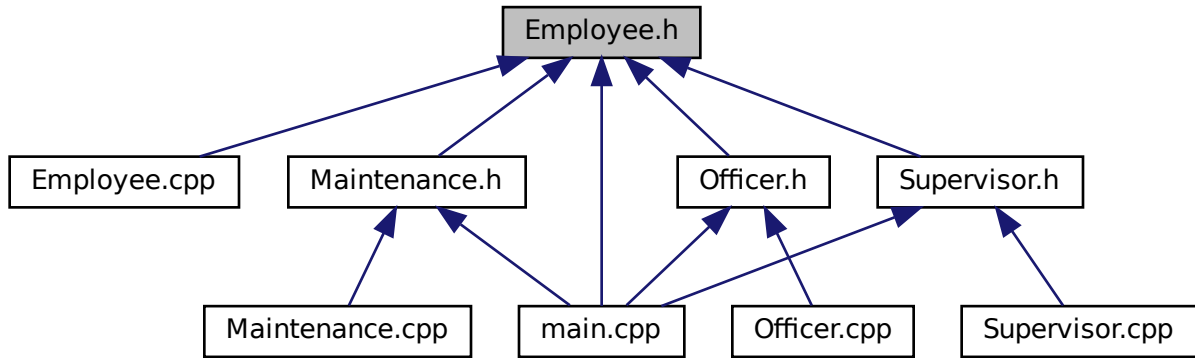 Employee.h
Employee.cpp
Maintenance.h
Officer.h
Supervisor.h
Maintenance.cpp
main.cpp
Officer.cpp
Supervisor.cpp